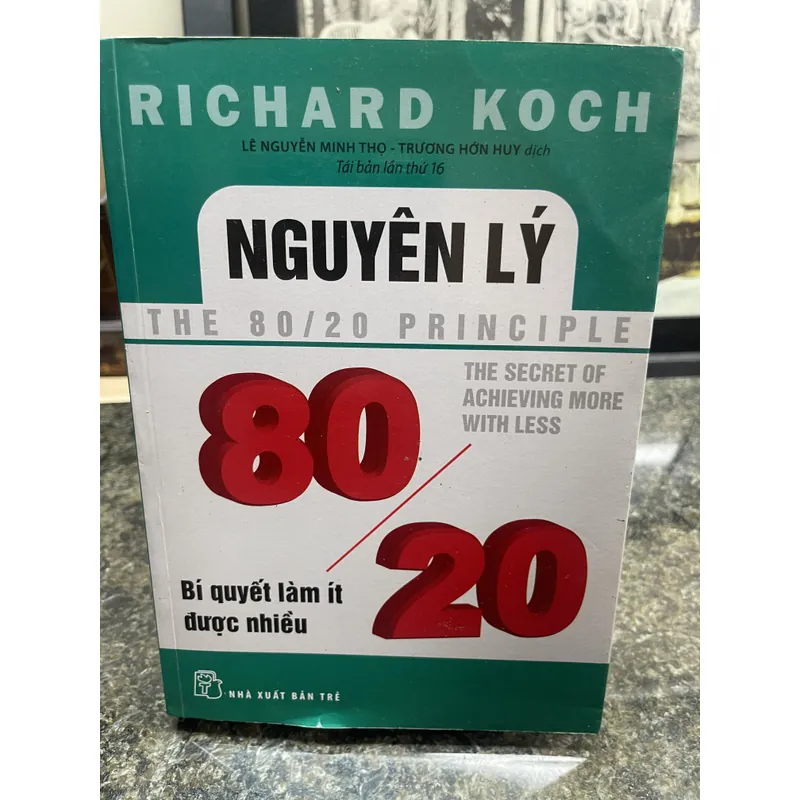 RICHARD KOCH
LÊ NGUYỄN MINH THỌ - TRƯƠNG HỚN HUY dịch
Tái bản lần thứ 16
NGUYÊN LÝ
THE 80/20 PRINCIPLE
THE SECRET OF
ACHIEVING MORE
WITH LESS
80/20
Bí quyết làm ít
được nhiều
NHÀ XUẤT BẢN TRẺ